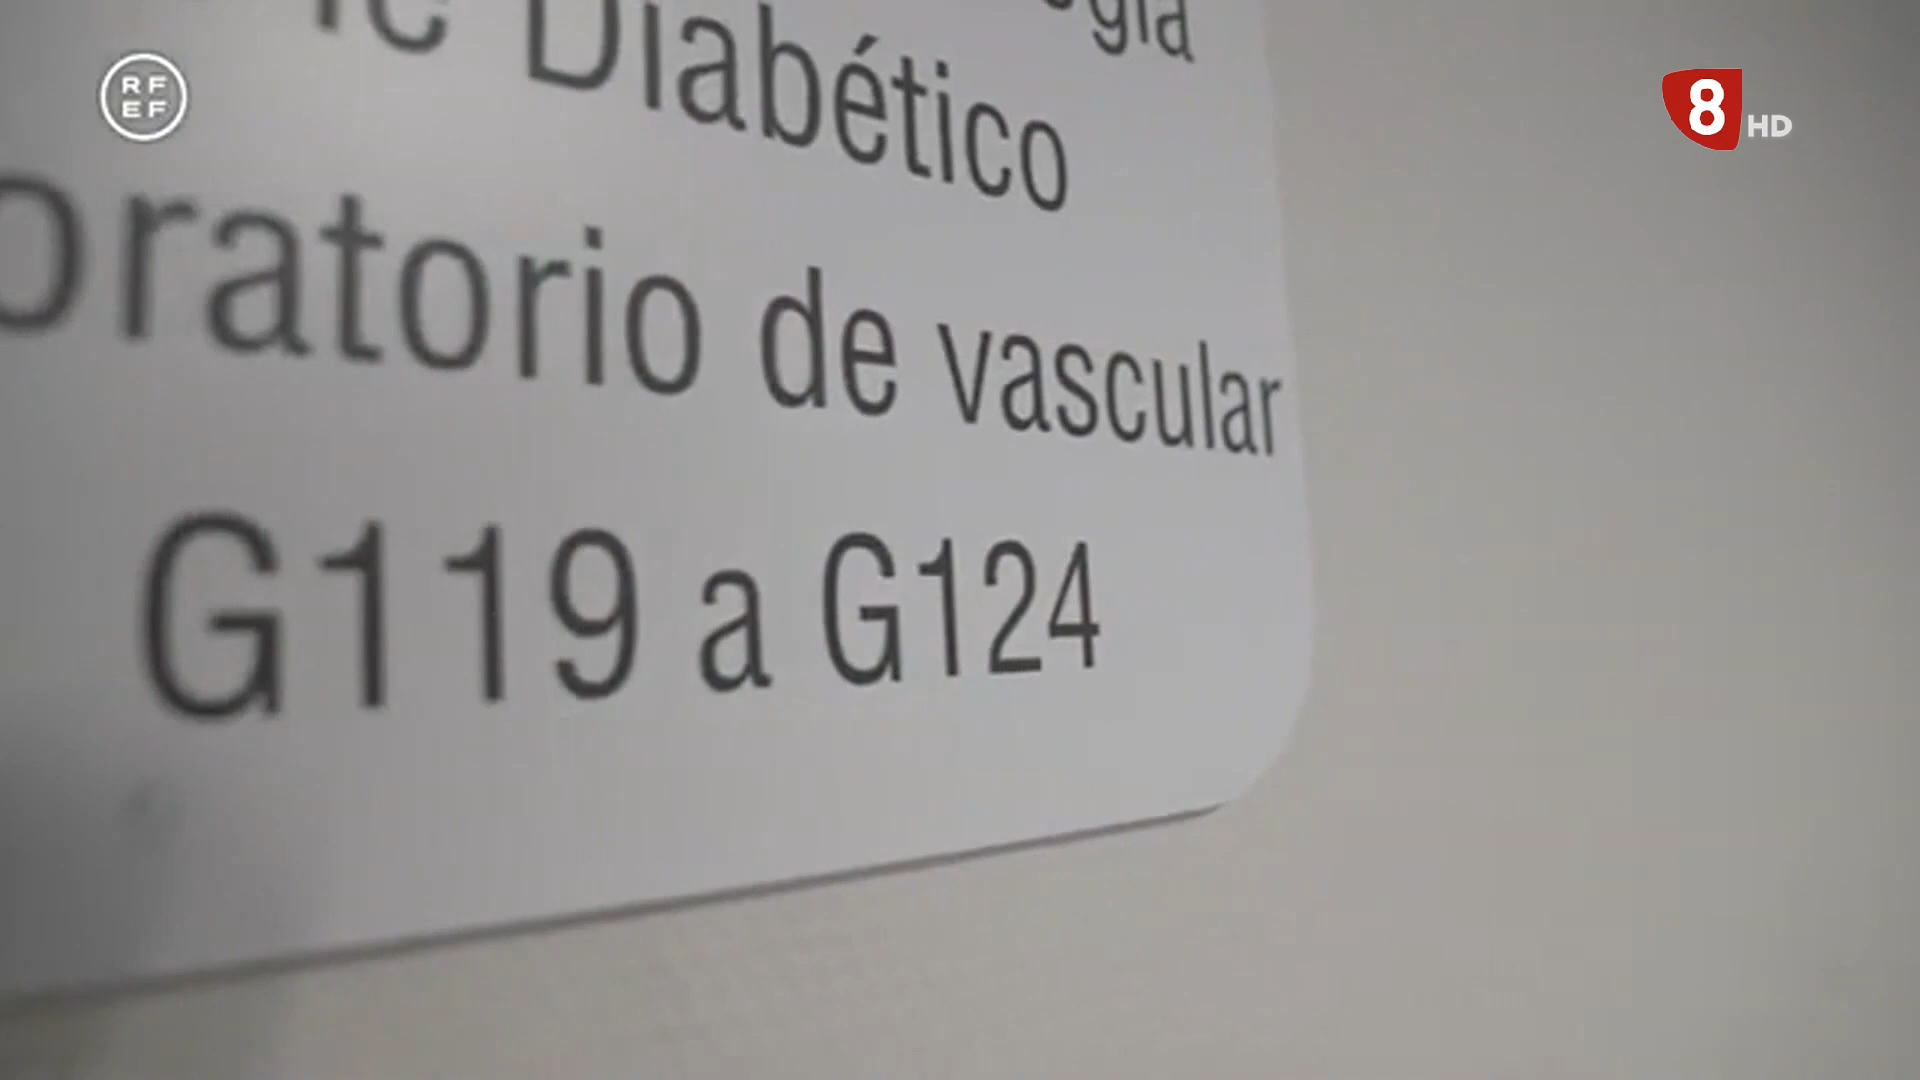 RF
EF
8 HD
Diabético
oratorio de vascular
G119 a G124